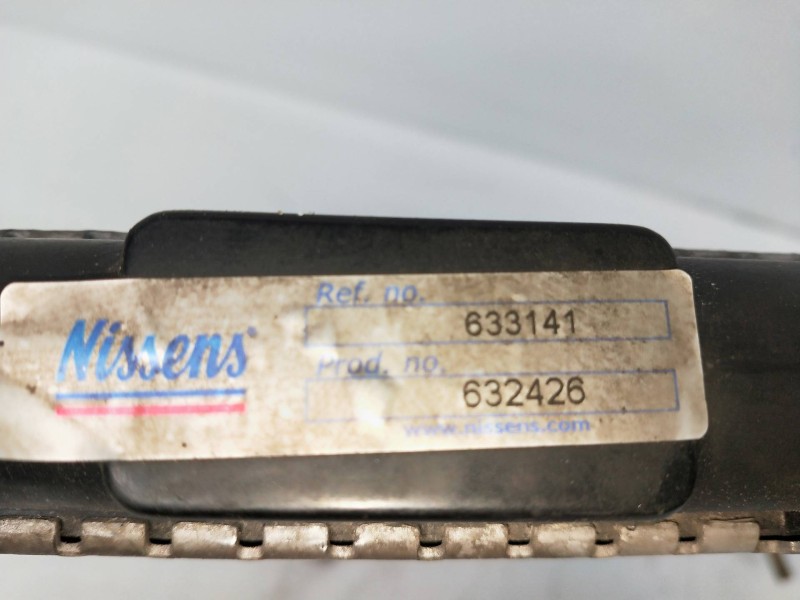 Nissens
Ref. no.
633141
Prod. no.
632426
www.nissens.com